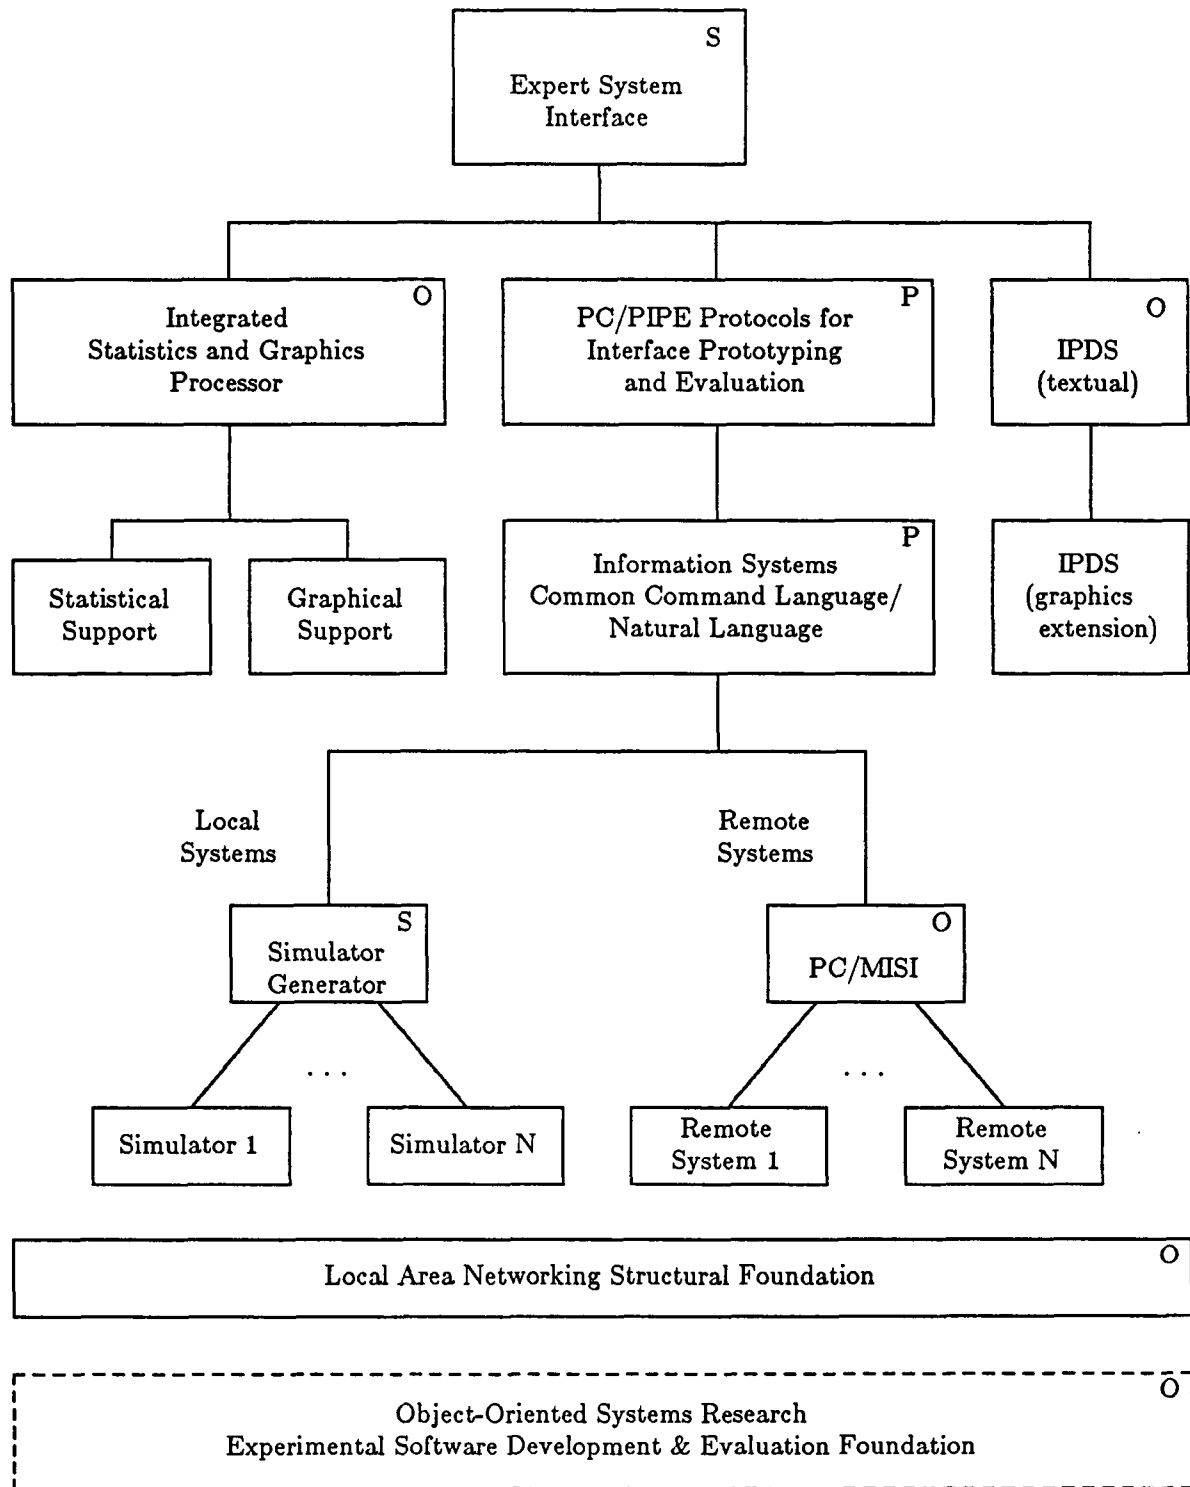 S
Expert System
Interface
O
Integrated
Statistics and Graphics
Processor
P
PC/PIPE Protocols for
Interface Prototyping
and Evaluation
O
IPDS
(textual)
Statistical
Support
Graphical
Support
P
Information Systems
Common Command Language/
Natural Language
IPDS
(graphics
extension)
Local
Systems
Remote
Systems
S
Simulator
Generator
O
PC/MISI
. . .
. . .
Simulator 1
Simulator N
Remote
System 1
Remote
System N
O
Local Area Networking Structural Foundation
O
Object-Oriented Systems Research
Experimental Software Development & Evaluation Foundation